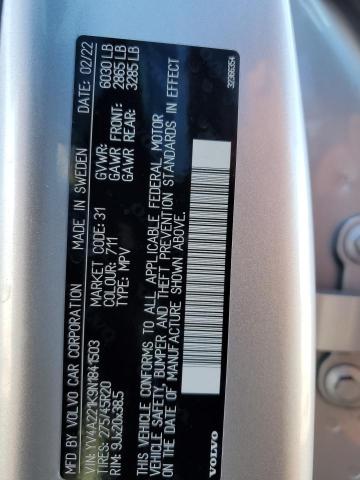 MFD BY VOLVO CAR CORPORATION MADE IN SWEDEN DATE: 02/22
VIN: YV4A221K9N1841503
TIRES: 275/45R20
RIM: 9Jx20x38.5
MARKET CODE: 31
COLOUR: 711
TYPE: MPV
GVWR: 6030 LB
GAWR FRONT: 2865 LB
GAWR REAR: 3285 LB
THIS VEHICLE CONFORMS TO ALL APPLICABLE FEDERAL MOTOR
VEHICLE SAFETY, BUMPER AND THEFT PREVENTION STANDARDS IN EFFECT
ON THE DATE OF MANUFACTURE SHOWN ABOVE.
VOLVO
32366354